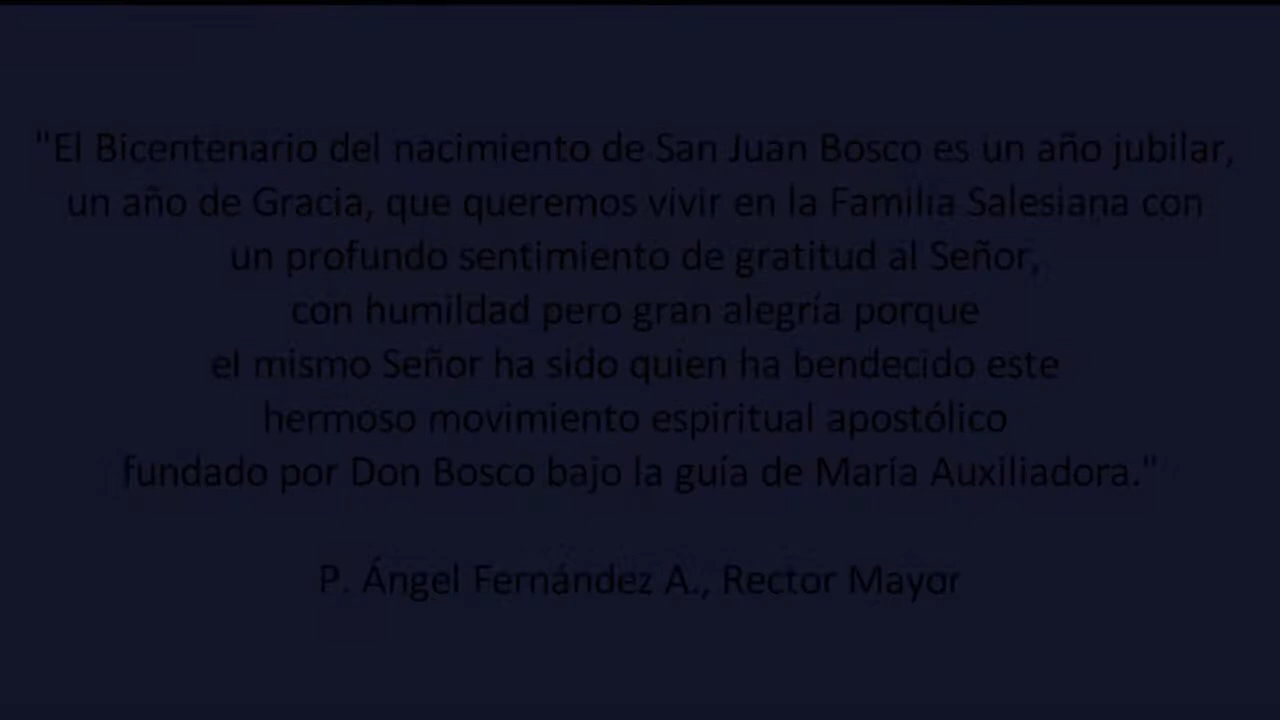 "El Bicentenario del nacimiento de San Juan Bosco es un año jubilar,
un año de Gracia, que queremos vivir en la Familia Salesiana con
un profundo sentimiento de gratitud al Señor,
con humildad pero gran alegría porque
el mismo Señor ha sido quien ha bendecido este
hermoso movimiento espiritual apostólico
fundado por Don Bosco bajo la guía de María Auxiliadora."
P. Ángel Fernández A., Rector Mayor